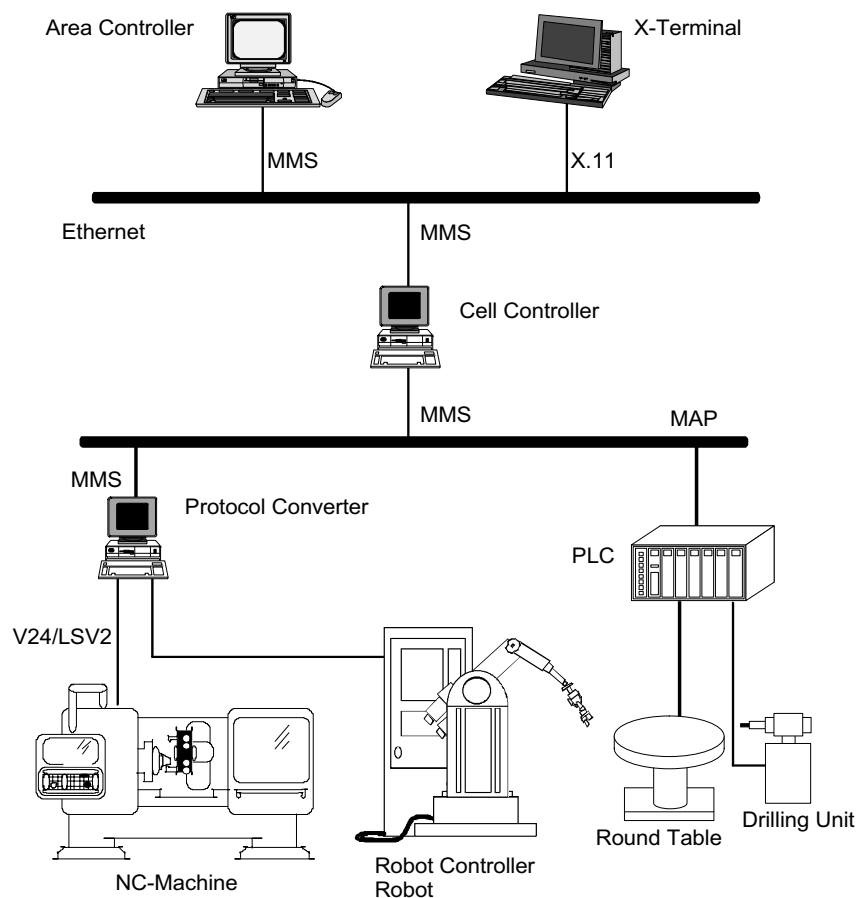 Area Controller
X-Terminal
MMS
X.11
Ethernet
MMS
Cell Controller
MMS
MAP
MMS
Protocol Converter
PLC
V24/LSV2
Round Table
Drilling Unit
NC-Machine
Robot Controller
Robot